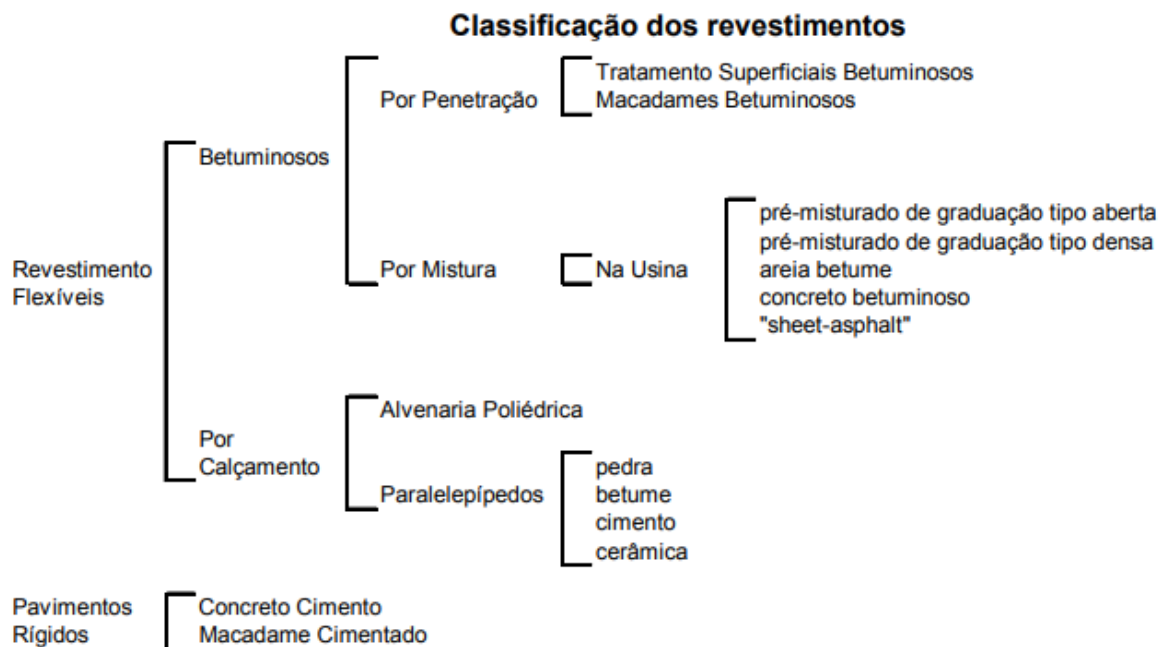 Classificação dos revestimentos
Tratamento Superficiais Betuminosos
Por Penetração
Macadames Betuminosos
Betuminosos
pré-misturado de graduação tipo aberta
pré-misturado de graduação tipo densa
Revestimento
Flexíveis
Por Mistura
Na Usina
areia betume
concreto betuminoso
"sheet-asphalt"
Alvenaria Poliédrica
Por
Calçamento
pedra
Paralelepípedos
betume
cimento
cerâmica
Pavimentos
Rígidos
Concreto Cimento
Macadame Cimentado